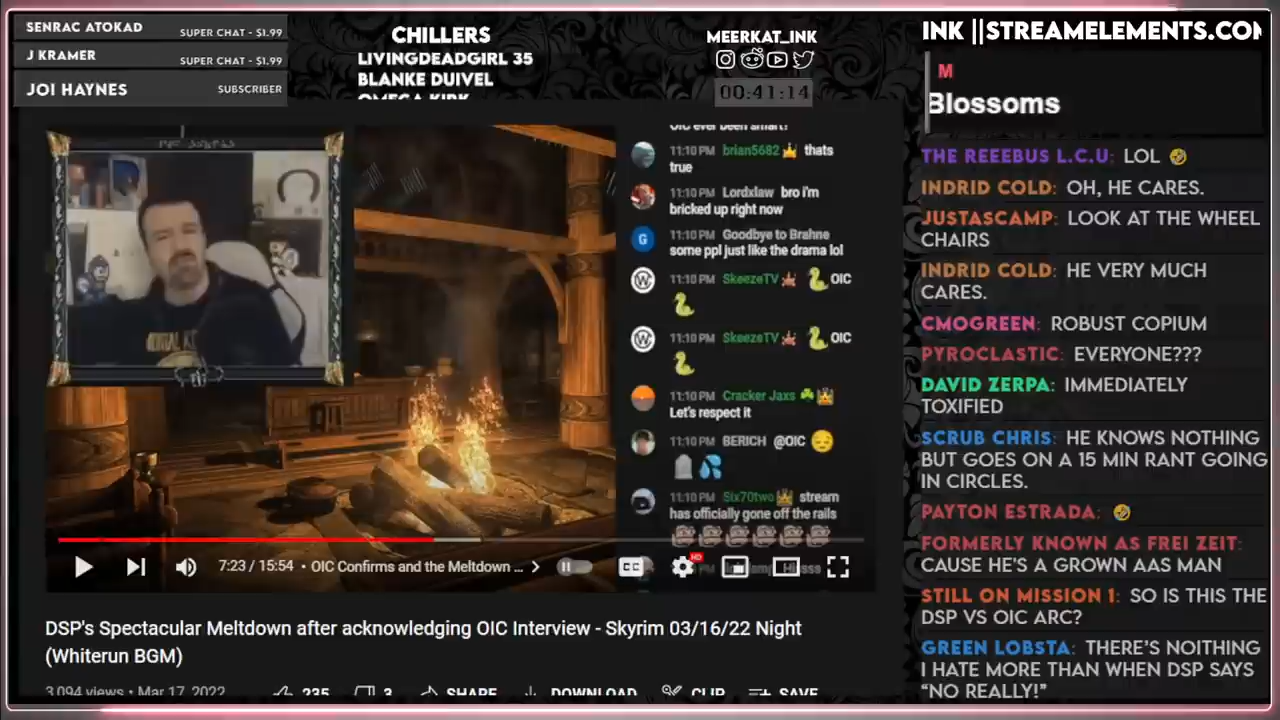 SENRAC ATOKAD SUPER CHAT - $1.99
J KRAMER SUPER CHAT - $1.99
JOI HAYNES SUBSCRIBER
CHILLERS
LIVINGDEADGIRL 35
BLANKE DUIVEL
OMEGA KIRK
MEERKAT_INK
00:41:14
INK ||STREAMELEMENTS.COM
M
Blossoms
OIC ever been smart?
11:10 PM brian5682 thats
true
11:10 PM Lordxlaw bro i'm
bricked up right now
G
11:10 PM Goodbye to Brahne
some ppl just like the drama lol
11:10 PM SkeezeTV 🐍OIC
🐍
11:10 PM SkeezeTV 🐍OIC
🐍
11:10 PM Cracker Jaxs ☘
Let's respect it
11:10 PM BERICH @OIC 😔
🪦💦
11:10 PM Six70two stream
has officially gone off the rails
7:23 / 15:54 • OIC Confirms and the Meltdown ...
CC
HD
DSP's Spectacular Meltdown after acknowledging OIC Interview - Skyrim 03/16/22 Night
(Whiterun BGM)
3,094 views • Mar 17, 2022 235 3 SHARE DOWNLOAD CLIP SAVE
THE REEEBUS L.C.U: LOL 🤣
INDRID COLD: OH, HE CARES.
JUSTASCAMP: LOOK AT THE WHEEL
CHAIRS
INDRID COLD: HE VERY MUCH
CARES.
CMOGREEN: ROBUST COPIUM
PYROCLASTIC: EVERYONE???
DAVID ZERPA: IMMEDIATELY
TOXIFIED
SCRUB CHRIS: HE KNOWS NOTHING
BUT GOES ON A 15 MIN RANT GOING
IN CIRCLES.
PAYTON ESTRADA: 🤣
FORMERLY KNOWN AS FREI ZEIT:
CAUSE HE'S A GROWN AAS MAN
STILL ON MISSION 1: SO IS THIS THE
DSP VS OIC ARC?
GREEN LOBSTA: THERE'S NOITHING
I HATE MORE THAN WHEN DSP SAYS
"NO REALLY!"